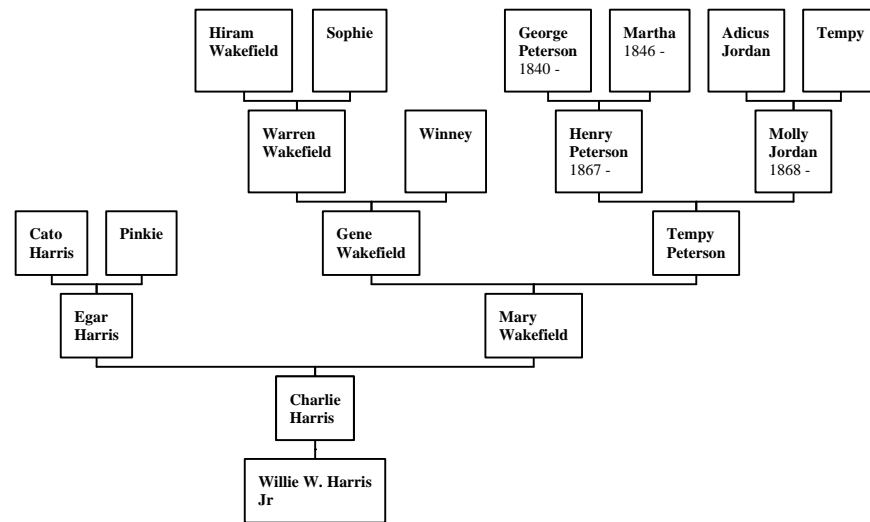 Hiram
Wakefield
Sophie
George
Peterson
1840 -
Martha
1846 -
Adicus
Jordan
Tempy
Warren
Wakefield
Winney
Henry
Peterson
1867 -
Molly
Jordan
1868 -
Cato
Harris
Pinkie
Gene
Wakefield
Tempy
Peterson
Egar
Harris
Mary
Wakefield
Charlie
Harris
Willie W. Harris
Jr